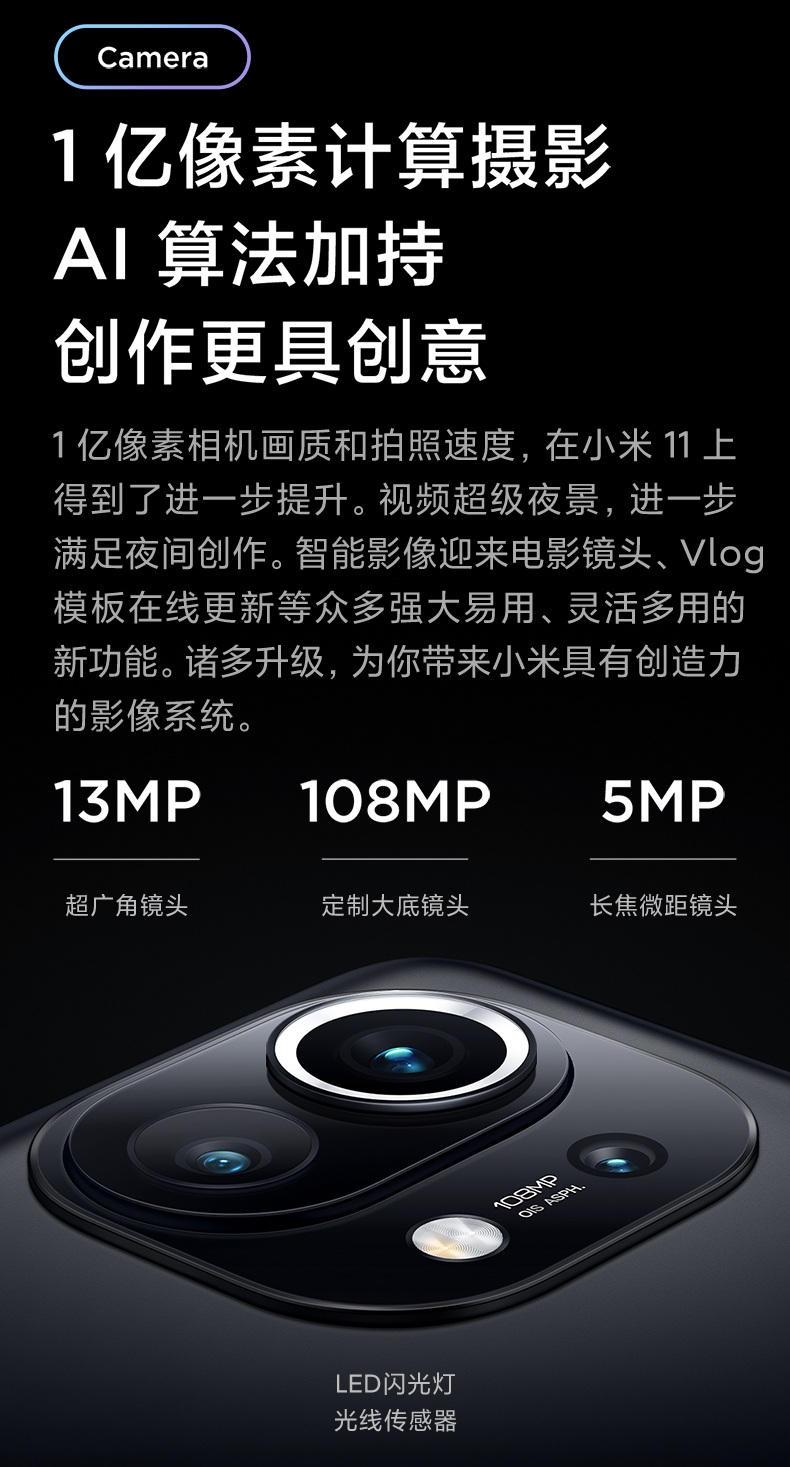 Camera
1 亿像素计算摄影
AI 算法加持
创作更具创意
1 亿像素相机画质和拍照速度，在小米 11 上
得到了进一步提升。视频超级夜景，进一步
满足夜间创作。智能影像迎来电影镜头、Vlog
模板在线更新等众多强大易用、灵活多用的
新功能。诸多升级，为你带来小米具有创造力
的影像系统。
13MP 108MP 5MP
超广角镜头 定制大底镜头 长焦微距镜头
108MP
OIS ASPH.
LED闪光灯
光线传感器